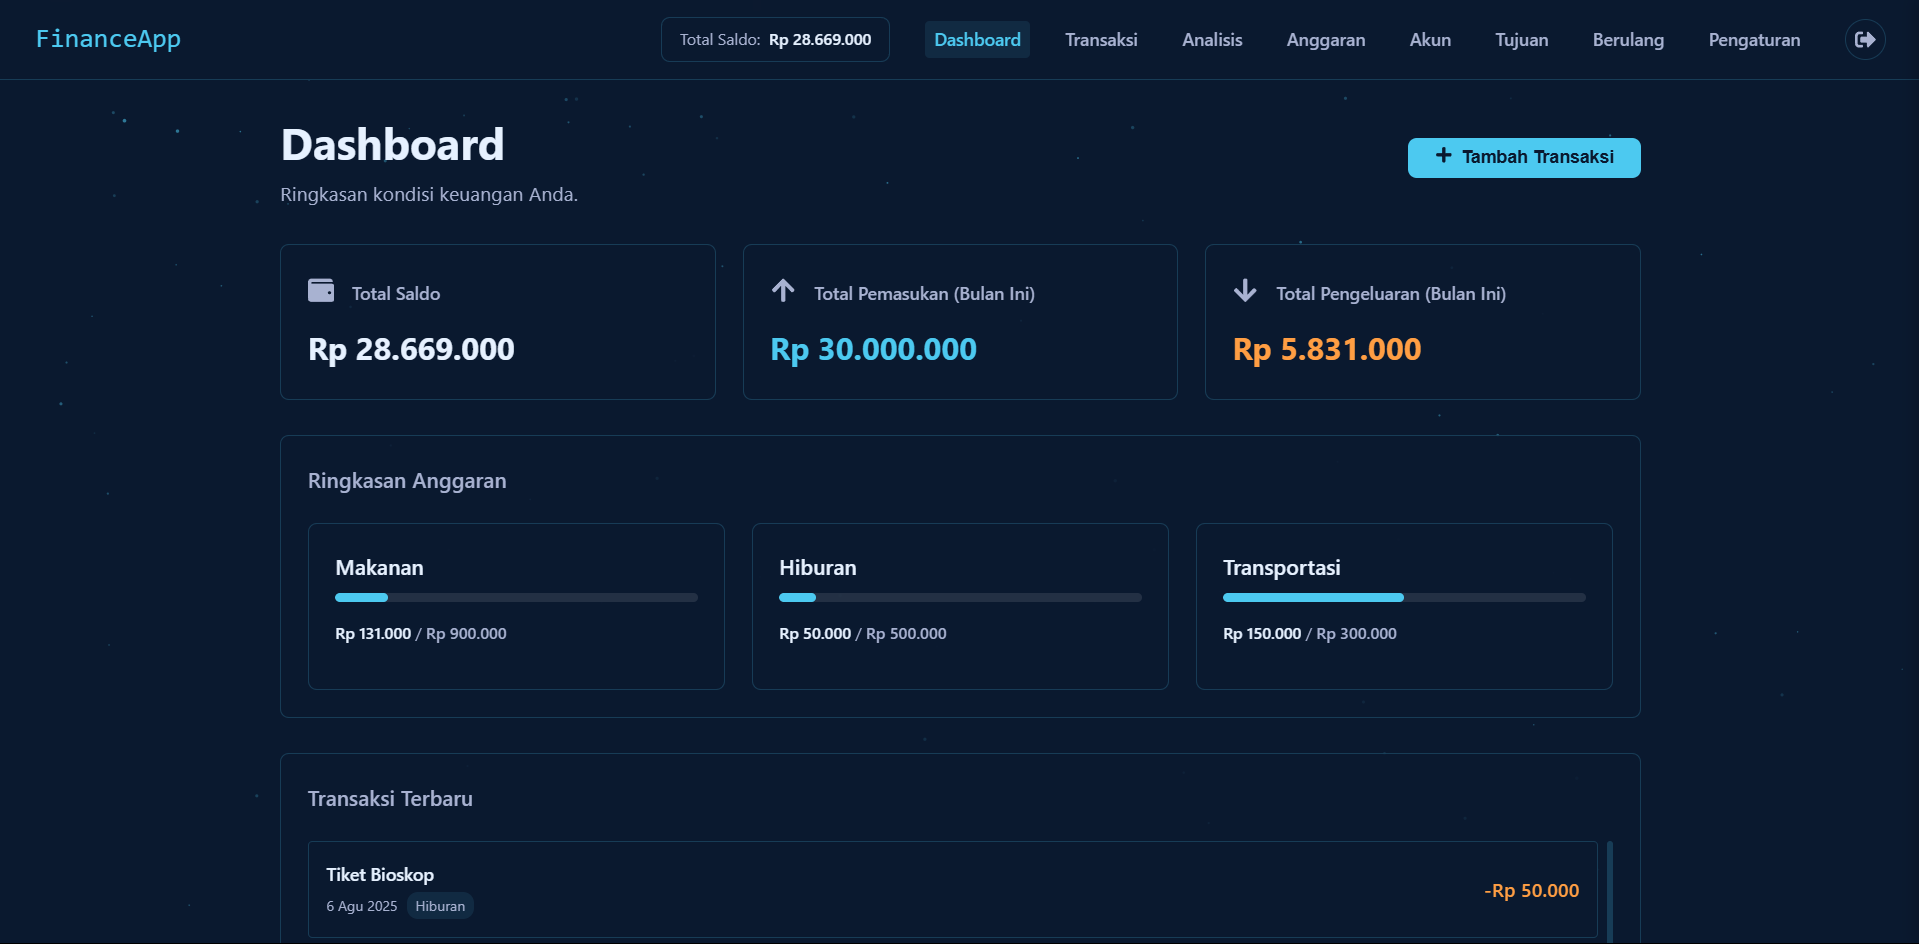 FinanceApp
Total Saldo: Rp 28.669.000
Dashboard
Transaksi
Analisis
Anggaran
Akun
Tujuan
Berulang
Pengaturan
Dashboard
Ringkasan kondisi keuangan Anda.
Tambah Transaksi
Total Saldo
Rp 28.669.000
Total Pemasukan (Bulan Ini)
Rp 30.000.000
Total Pengeluaran (Bulan Ini)
Rp 5.831.000
Ringkasan Anggaran
Makanan
Rp 131.000 / Rp 900.000
Hiburan
Rp 50.000 / Rp 500.000
Transportasi
Rp 150.000 / Rp 300.000
Transaksi Terbaru
Tiket Bioskop
6 Agu 2025 Hiburan
-Rp 50.000